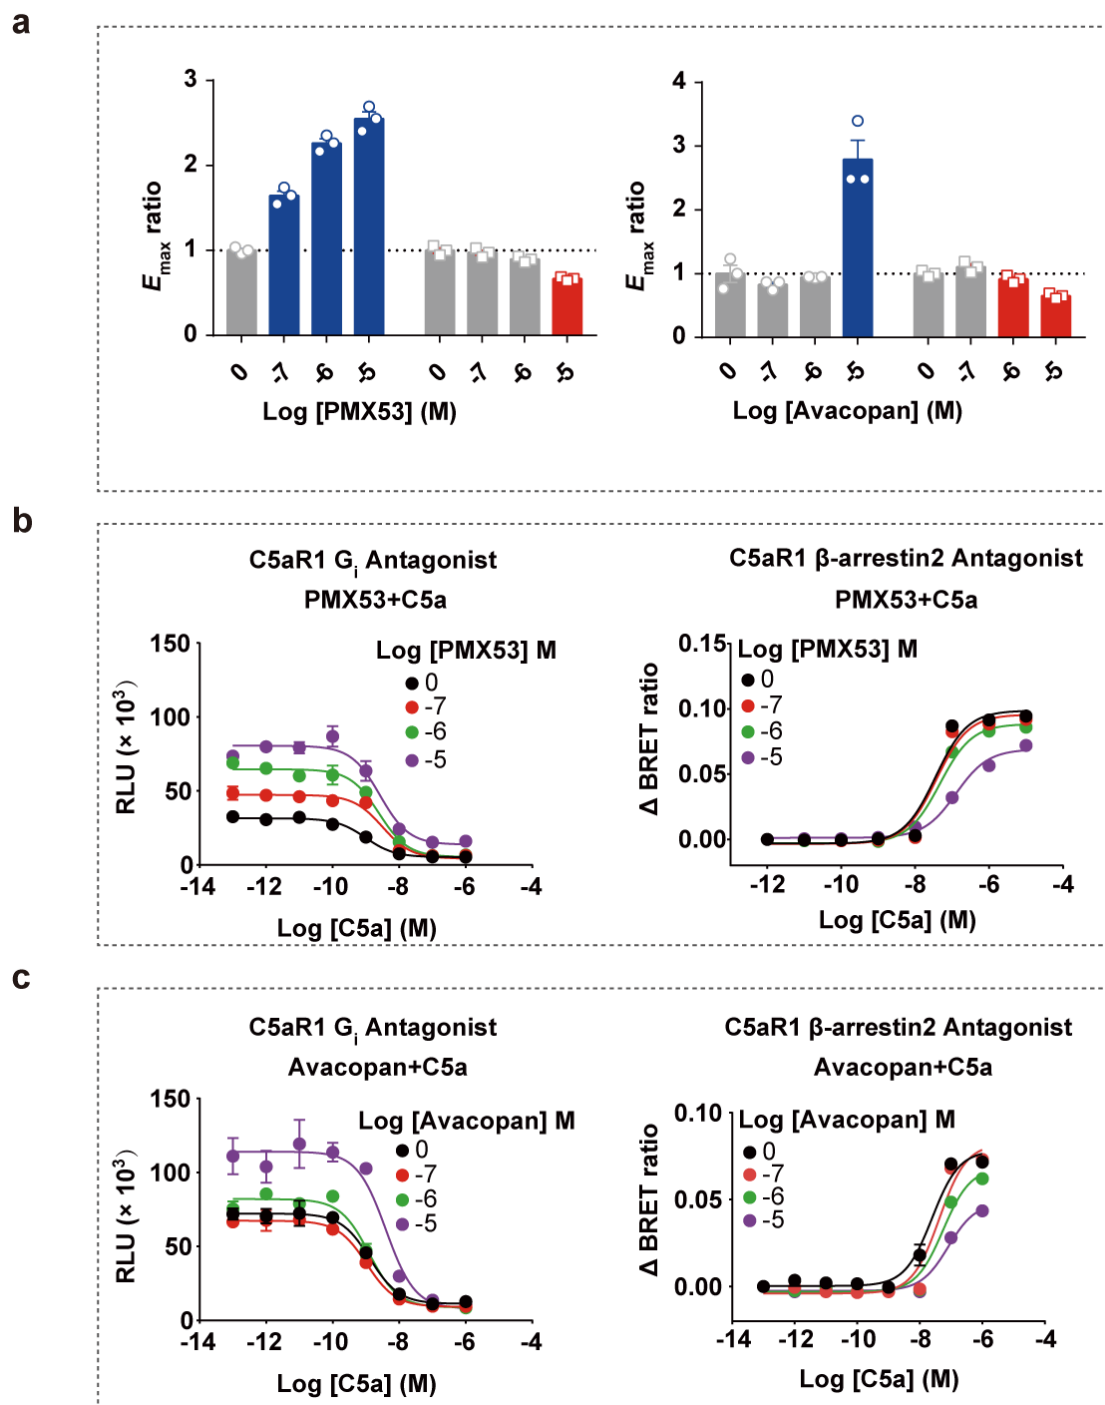 a
3
2
1
0
Emax ratio
0 -7 -6 -5 0 -7 -6 -5
Log [PMX53] (M)
4
3
2
1
0
Emax ratio
0 -7 -6 -5 0 -7 -6 -5
Log [Avacopan] (M)
b
C5aR1 Gi Antagonist
PMX53+C5a
150
100
50
0
RLU (× 10³)
Log [PMX53] M
0
-7
-6
-5
-14 -12 -10 -8 -6 -4
Log [C5a] (M)
C5aR1 β-arrestin2 Antagonist
PMX53+C5a
0.15
0.10
0.05
0.00
Δ BRET ratio
Log [PMX53] M
0
-7
-6
-5
-12 -10 -8 -6 -4
Log [C5a] (M)
c
C5aR1 Gi Antagonist
Avacopan+C5a
150
100
50
0
RLU (× 10³)
Log [Avacopan] M
0
-7
-6
-5
-14 -12 -10 -8 -6 -4
Log [C5a] (M)
C5aR1 β-arrestin2 Antagonist
Avacopan+C5a
0.10
0.05
0.00
Δ BRET ratio
Log [Avacopan] M
0
-7
-6
-5
-14 -12 -10 -8 -6 -4
Log [C5a] (M)